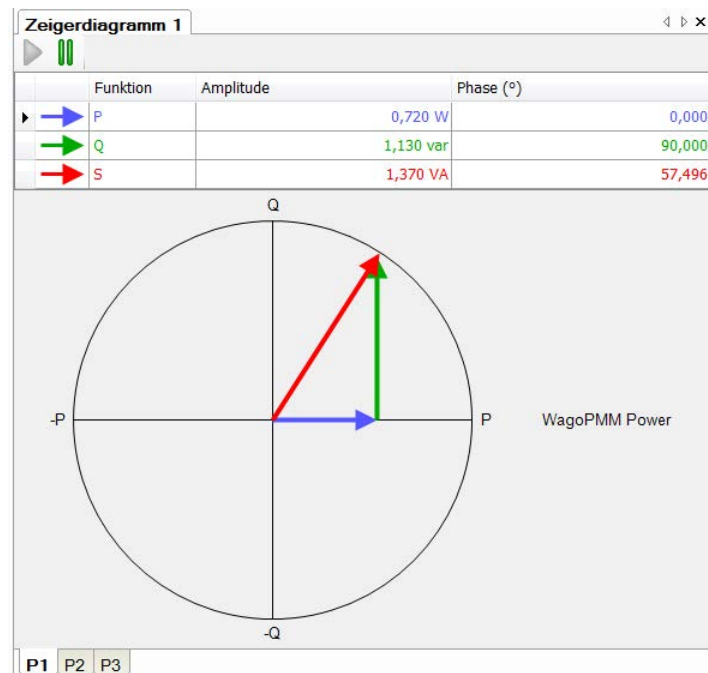 Zeigerdiagramm 1
Funktion Amplitude Phase (°)
P 0,720 W 0,000
Q 1,130 var 90,000
S 1,370 VA 57,496
Q
-P P WagoPMM Power
-Q
P1 P2 P3